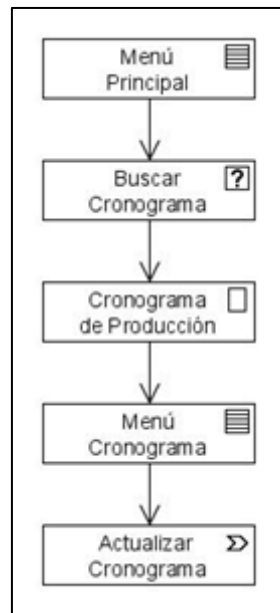 Menú
Principal
Buscar
Cronograma
?
Cronograma
de Producción
Menú
Cronograma
Actualizar
Cronograma